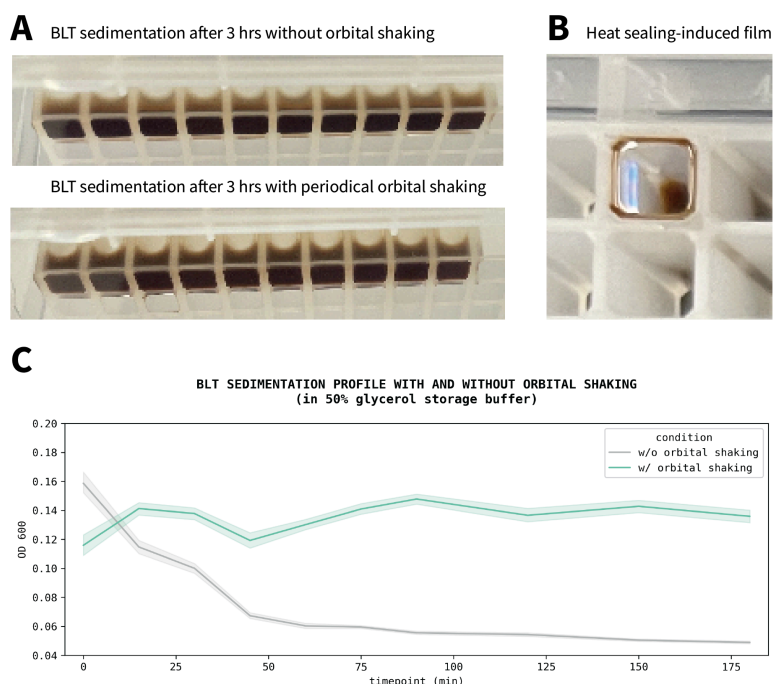 A
BLT sedimentation after 3 hrs without orbital shaking
BLT sedimentation after 3 hrs with periodical orbital shaking
B
Heat sealing-induced film
C
BLT SEDIMENTATION PROFILE WITH AND WITHOUT ORBITAL SHAKING
(in 50% glycerol storage buffer)
condition
w/o orbital shaking
w/ orbital shaking
OD 600
0.20
0.18
0.16
0.14
0.12
0.10
0.08
0.06
0.04
0 25 50 75 100 125 150 175
timepoint (min)